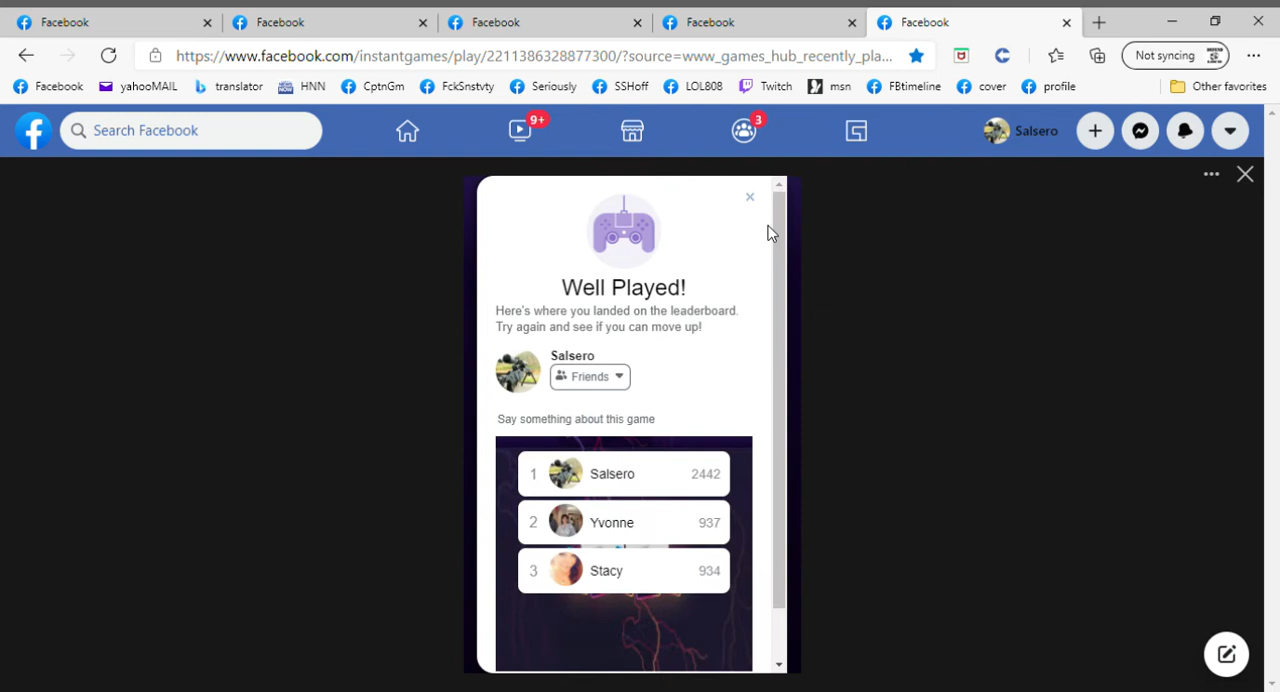 Facebook Facebook Facebook Facebook Facebook
https://www.facebook.com/instantgames/play/2211386328877300/?source=www_games_hub_recently_pla... Not syncing
Facebook yahooMAIL translator HNN CptnGm FckSnstvty Seriously SSHoff LOL808 Twitch msn FBtimeline cover profile Other favorites
Search Facebook 9+ 3 Salsero
Well Played!
Here's where you landed on the leaderboard.
Try again and see if you can move up!
Salsero
Friends
Say something about this game
1 Salsero 2442
2 Yvonne 937
3 Stacy 934